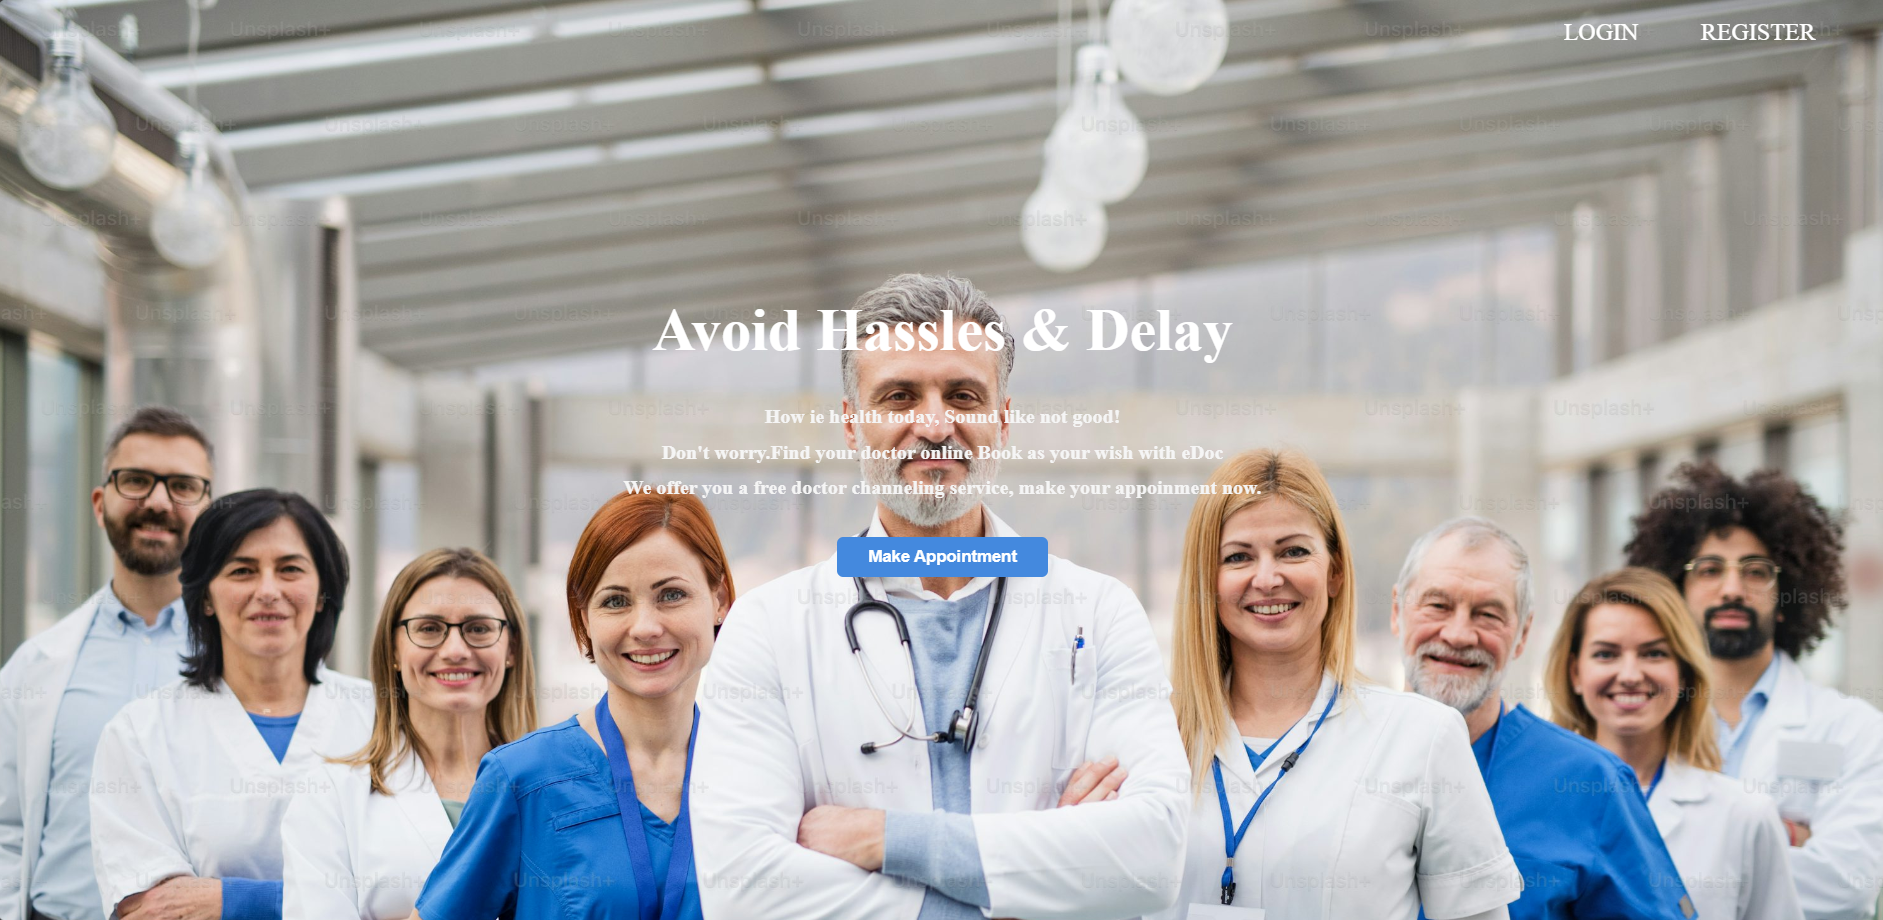 LOGIN REGISTER
Avoid Hassles & Delay
How ie health today, Sound like not good!
Don't worry.Find your doctor online Book as your wish with eDoc
We offer you a free doctor channeling service, make your appoinment now.
Make Appointment
Unsplash+